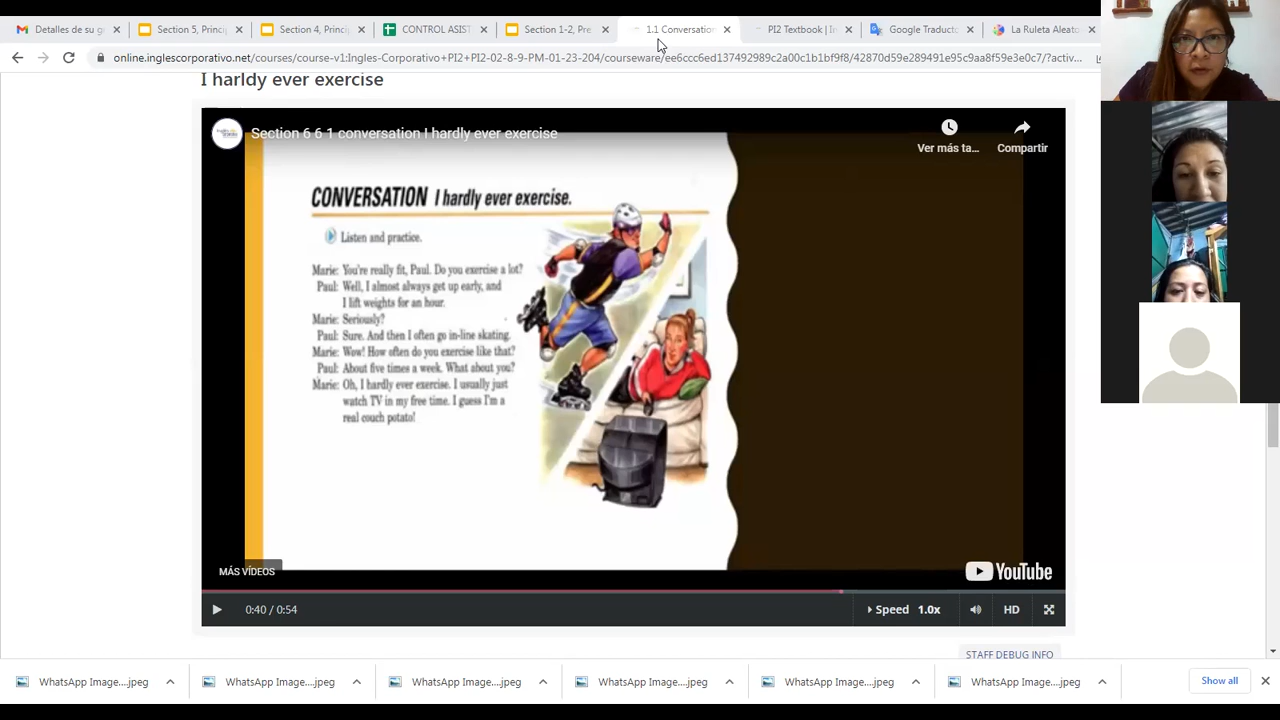 Detalles de su g
Section 5, Princip
Section 4, Princip
CONTROL ASIST
Section 1-2, Pre
1.1 Conversation
PI2 Textbook | In
Google Traducto
La Ruleta Aleato
online.inglescorporativo.net/courses/course-v1:Ingles-Corporativo+PI2+PI2-02-S-9-PM-01-23-204/courseware/ee6ccc6ed137492989c2a00c1b1bf9f8/42870d59e289491e95c9aa8f59e3e0c7/?activ...
I harldy ever exercise
Section 6 6 1 conversation I hardly ever exercise
Ver más ta...
Compartir
CONVERSATION I hardly ever exercise.
Listen and practice.
Marie: You're really fit, Paul. Do you exercise a lot?
Paul: Well, I almost always get up early, and
I lift weights for an hour.
Marie: Seriously?
Paul: Sure. And then I often go in-line skating.
Marie: Wow! How often do you exercise like that?
Paul: About five times a week. What about you?
Marie: Oh, I hardly ever exercise. I usually just
watch TV in my free time. I guess I'm a
real couch potato!
MÁS VÍDEOS
YouTube
0:40 / 0:54
Speed 1.0x
HD
STAFF DEBUG INFO
WhatsApp Image....jpeg
WhatsApp Image....jpeg
WhatsApp Image....jpeg
WhatsApp Image....jpeg
WhatsApp Image....jpeg
WhatsApp Image....jpeg
Show all